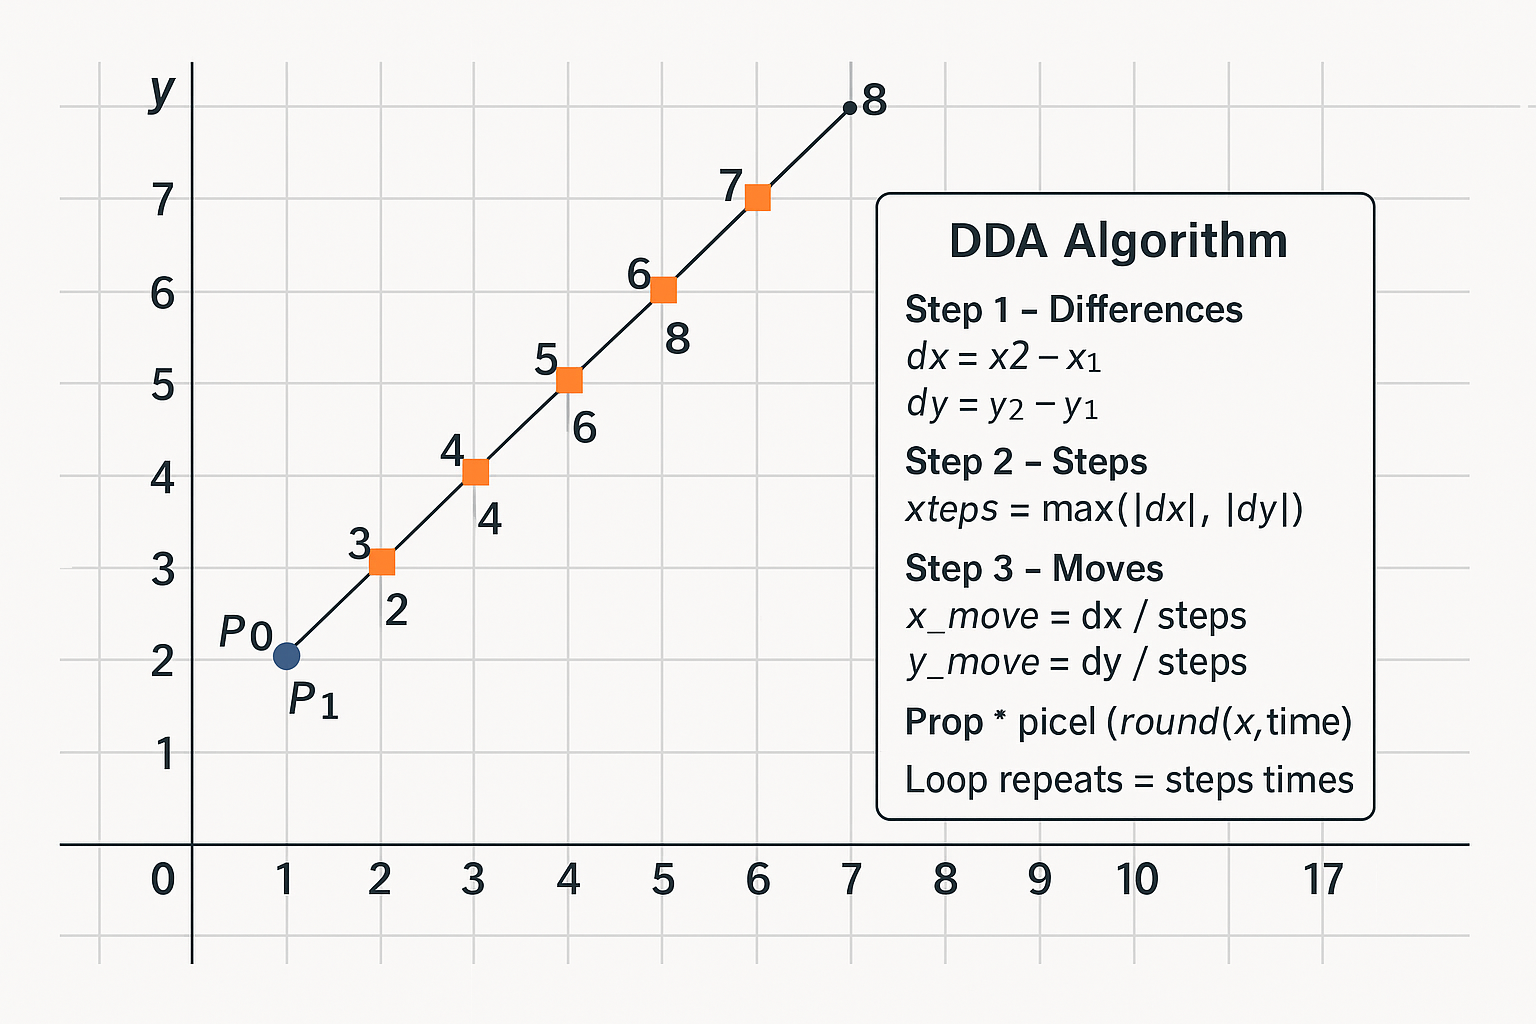 y
8
7
7
6
6
8
5
5
6
4
4
4
3
3
2
P0
2
P1
1
0 1 2 3 4 5 6 7 8 9 10 17
DDA Algorithm
Step 1 – Differences
dx = x2 – x₁
dy = y₂ – y₁
Step 2 – Steps
xteps = max(|dx|, |dy|)
Step 3 – Moves
x_move = dx / steps
y_move = dy / steps
Prop * picel (round(x,time)
Loop repeats = steps times